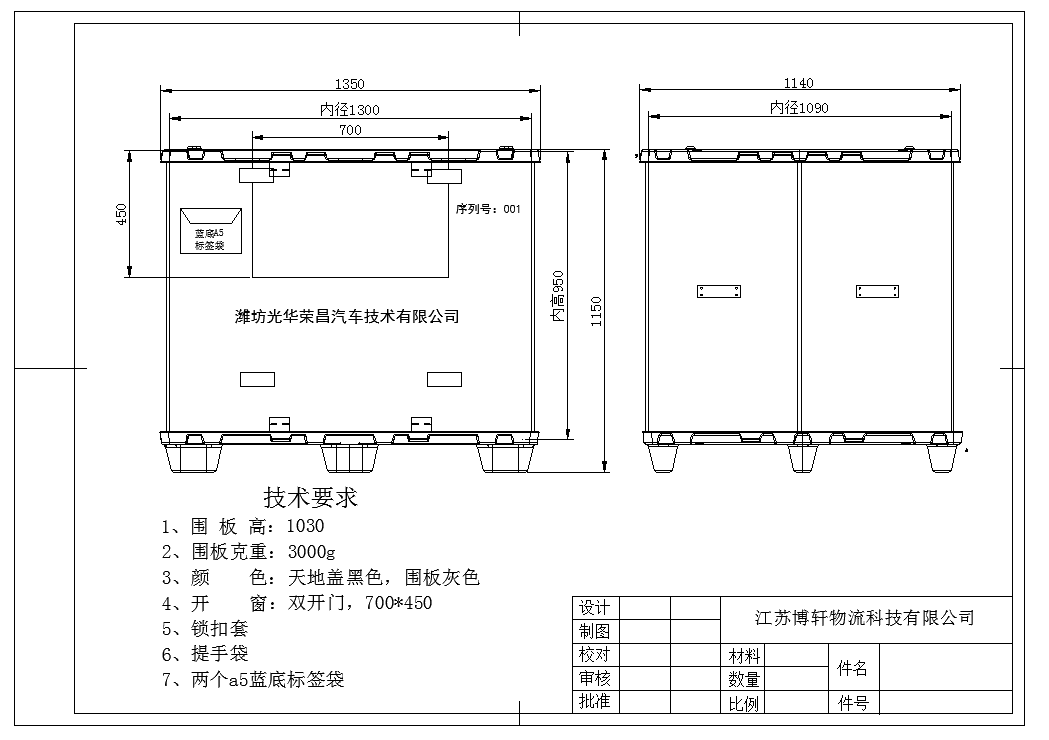 1350
内径1300
700
450
蓝底A5
标签袋
序列号：001
潍坊光华荣昌汽车技术有限公司
内高950
1150
1140
内径1090
技术要求
1、围 板 高：1030
2、围板克重：3000g
3、颜 色：天地盖黑色，围板灰色
4、开 窗：双开门，700*450
5、锁扣套
6、提手袋
7、两个a5蓝底标签袋
设计
制图
校对
审核
批准
江苏博轩物流科技有限公司
材料
数量
比例
件名
件号